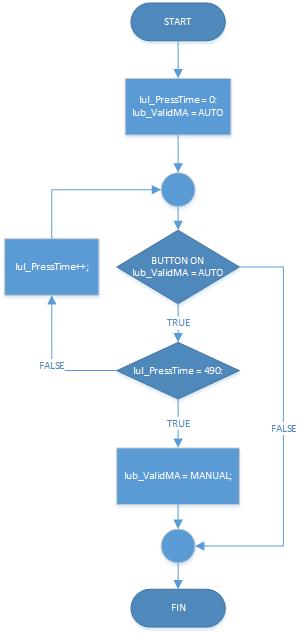 START
lul_PressTime = 0:
lub_ValidMA = AUTO
BUTTON ON
lub_ValidMA = AUTO
lul_PressTime++;
TRUE
FALSE
lul_PressTime = 490:
TRUE
FALSE
lub_ValidMA = MANUAL;
FIN